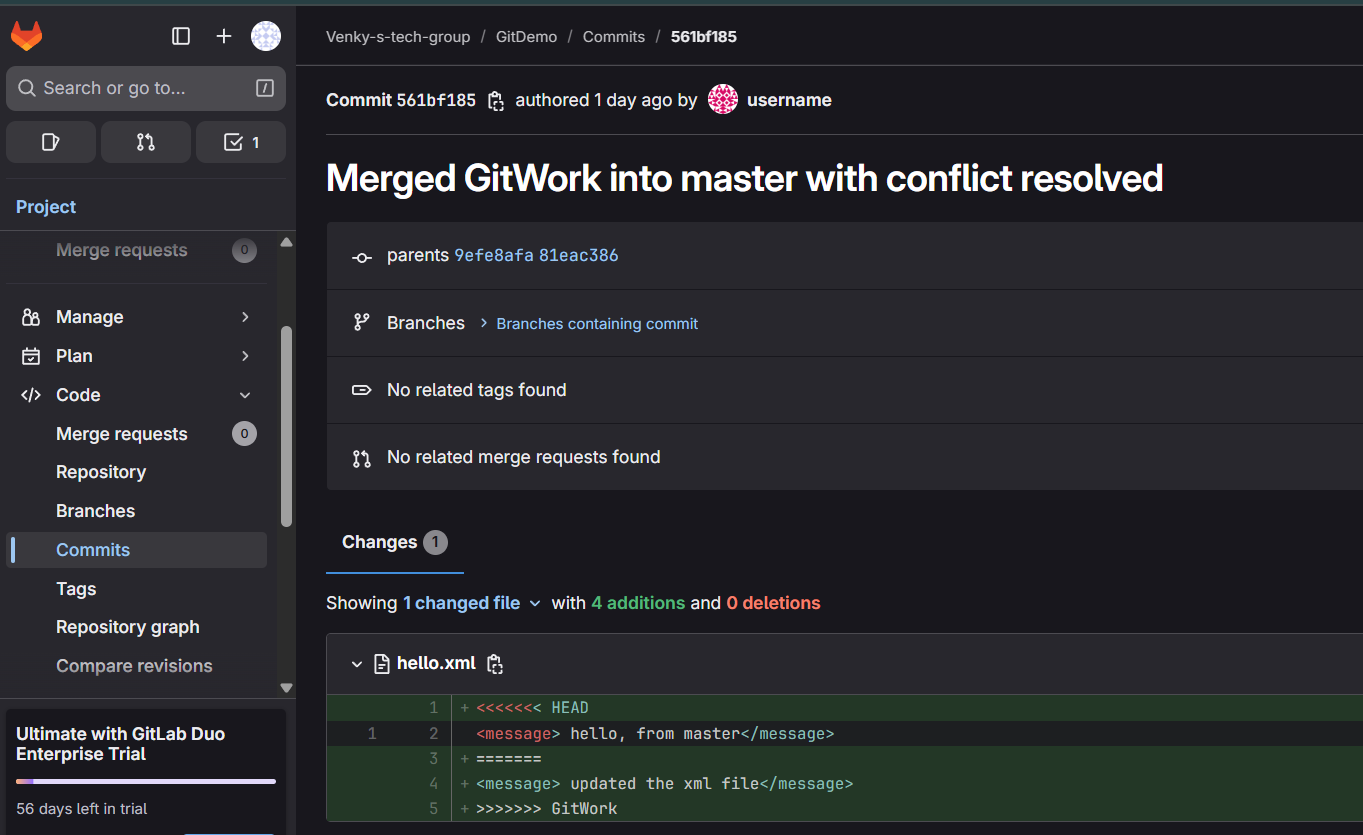 Search or go to...
/
1
Project
Merge requests 0
Manage
Plan
Code
Merge requests 0
Repository
Branches
Commits
Tags
Repository graph
Compare revisions
Ultimate with GitLab Duo
Enterprise Trial
56 days left in trial
Venky-s-tech-group / GitDemo / Commits / 561bf185
Commit 561bf185 authored 1 day ago by username
Merged GitWork into master with conflict resolved
parents 9efe8afa 81eac386
Branches Branches containing commit
No related tags found
No related merge requests found
Changes 1
Showing 1 changed file with 4 additions and 0 deletions
hello.xml
1 + <<<<<<< HEAD
1 2 <message> hello, from master</message>
3 + =======
4 + <message> updated the xml file</message>
5 + >>>>>>> GitWork